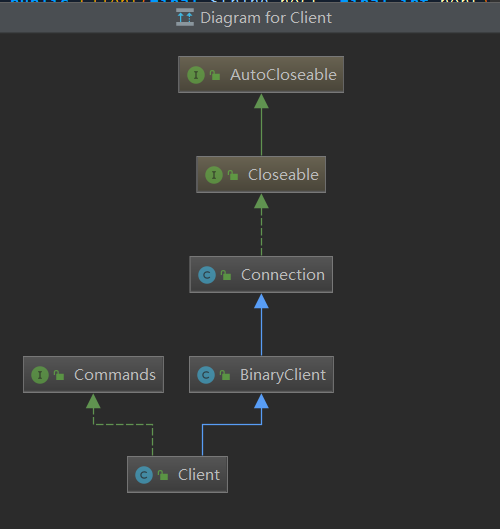 Diagram for Client
AutoCloseable
Closeable
Connection
Commands
BinaryClient
Client